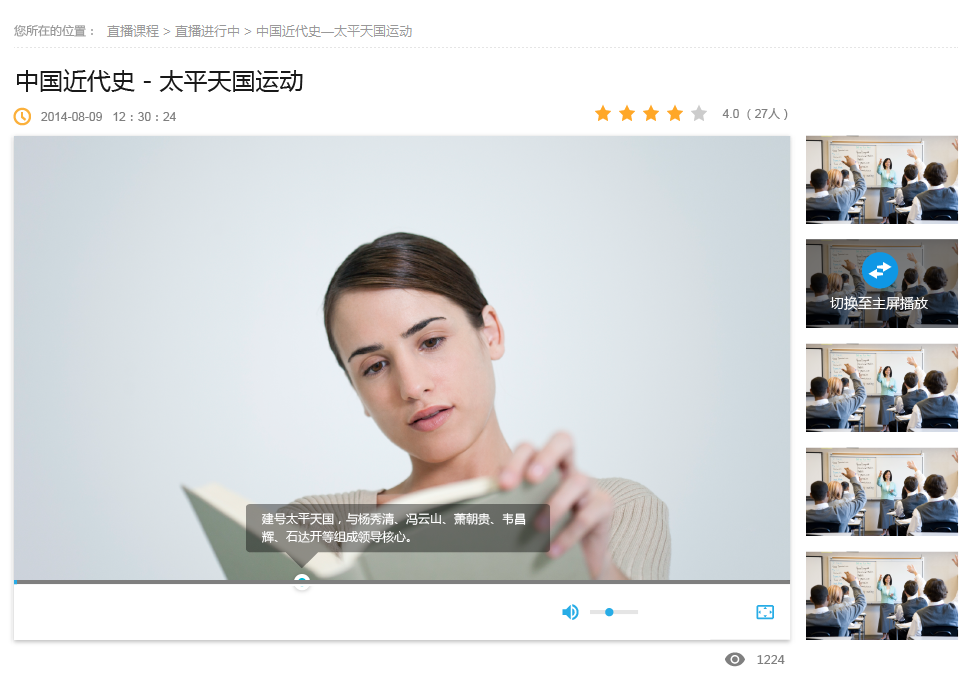 您所在的位置： 直播课程 > 直播进行中 > 中国近代史—太平天国运动
中国近代史 - 太平天国运动
2014-08-09 12：30：24
4.0 （ 27人 ）
切换至主屏播放
建号太平天国，与杨秀清、冯云山、萧朝贵、韦昌
辉、石达开等组成领导核心。
1224